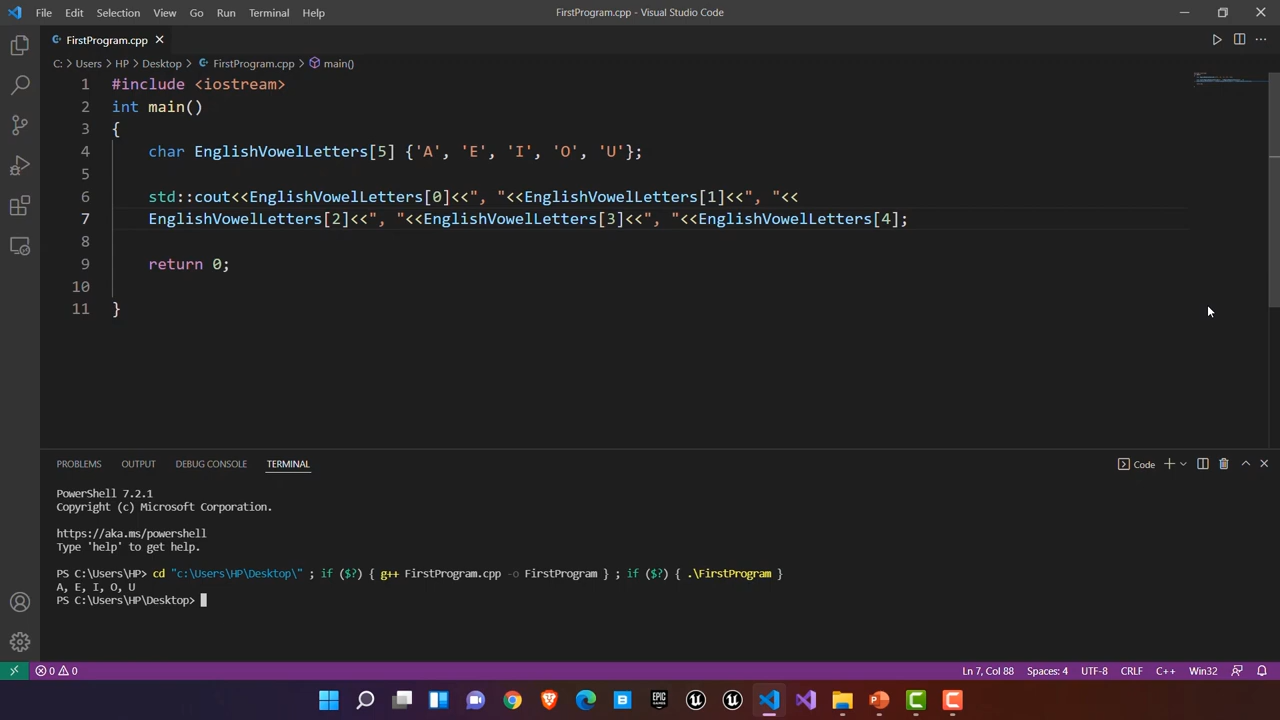 File Edit Selection View Go Run Terminal Help FirstProgram.cpp - Visual Studio Code
FirstProgram.cpp
C: > Users > HP > Desktop > FirstProgram.cpp > main()
1 #include <iostream>
2 int main()
3 {
4 char EnglishVowelLetters[5] {'A', 'E', 'I', 'O', 'U'};
5
6 std::cout<<EnglishVowelLetters[0]<<", "<<EnglishVowelLetters[1]<<", "<<
7 EnglishVowelLetters[2]<<", "<<EnglishVowelLetters[3]<<", "<<EnglishVowelLetters[4];
8
9 return 0;
10
11 }
PROBLEMS OUTPUT DEBUG CONSOLE TERMINAL Code
PowerShell 7.2.1
Copyright (c) Microsoft Corporation.
https://aka.ms/powershell
Type 'help' to get help.
PS C:\Users\HP> cd "c:\Users\HP\Desktop\" ; if ($?) { g++ FirstProgram.cpp -o FirstProgram } ; if ($?) { .\FirstProgram }
A, E, I, O, U
PS C:\Users\HP\Desktop>
0 0 Ln 7, Col 88 Spaces: 4 UTF-8 CRLF C++ Win32